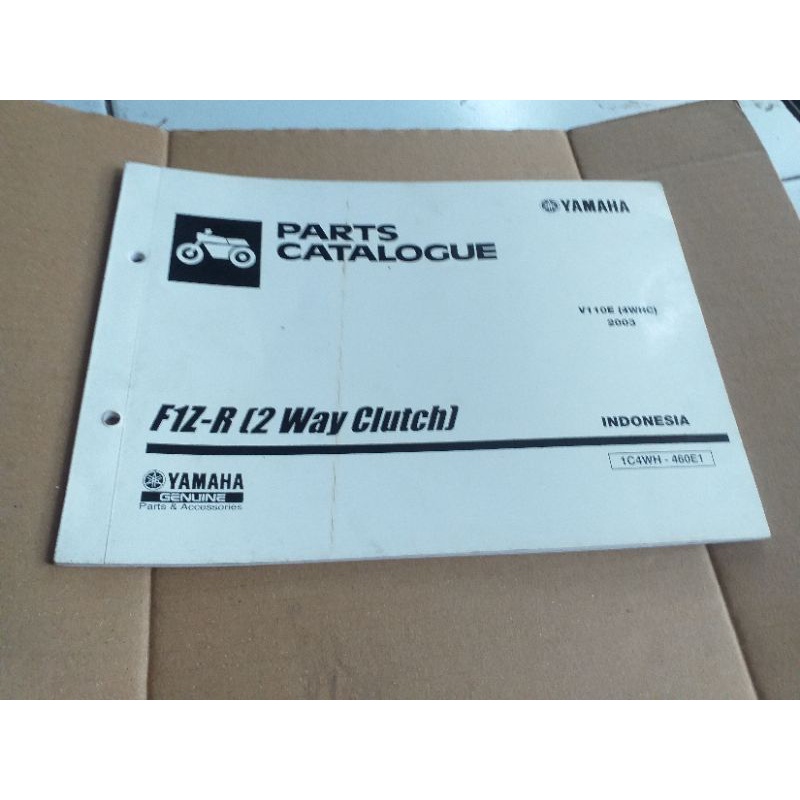 YAMAHA
PARTS
CATALOGUE
V110E (4WHC)
2003
F1Z-R (2 Way Clutch)
INDONESIA
1C4WH - 460E1
YAMAHA
GENUINE
Parts & Accessories